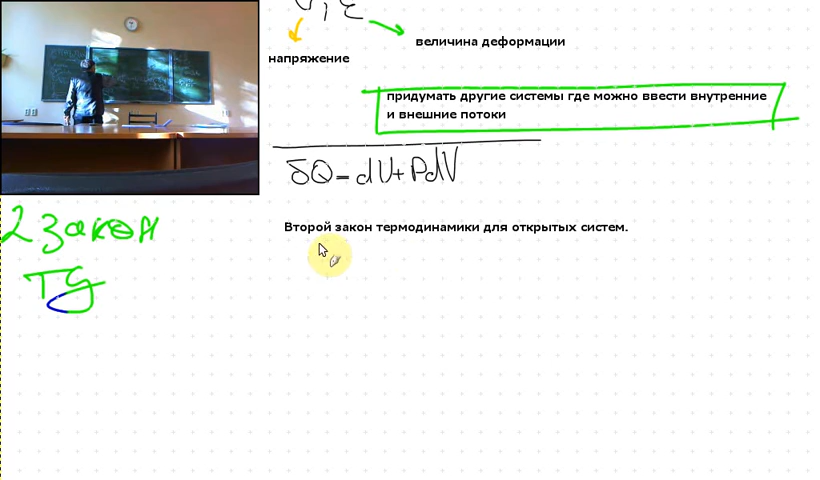 σ, ε
величина деформации
напряжение
придумать другие системы где можно ввести внутренние
и внешние потоки
δQ = dU + PdV
2 закон
ТД
Второй закон термодинамики для открытых систем.